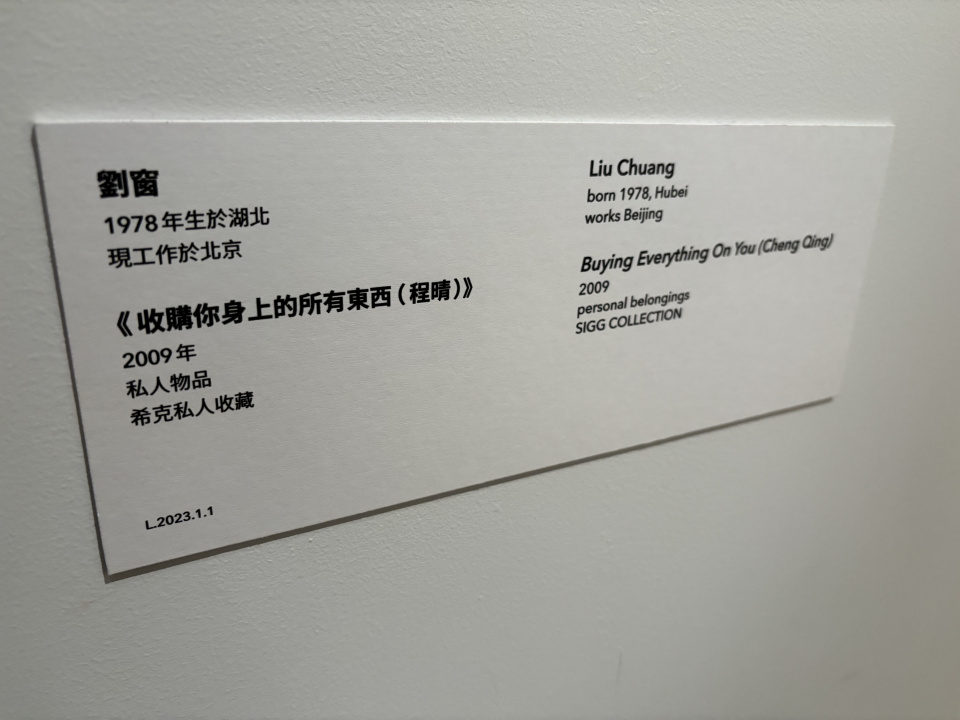 劉窗
1978年生於湖北
現工作於北京
《收購你身上的所有東西（程晴）》
2009年
私人物品
希克私人收藏
L.2023.1.1
Liu Chuang
born 1978, Hubei
works Beijing
Buying Everything On You (Cheng Qing)
2009
personal belongings
SIGG COLLECTION